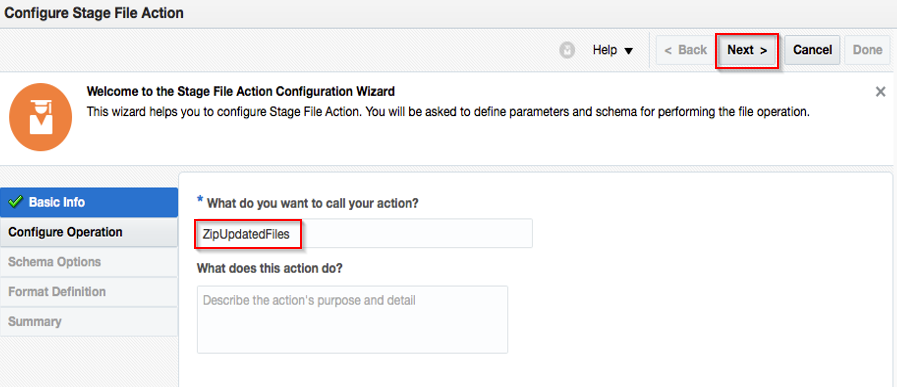 Configure Stage File Action
Help
< Back
Next >
Cancel
Done
Welcome to the Stage File Action Configuration Wizard
This wizard helps you to configure Stage File Action. You will be asked to define parameters and schema for performing the file operation.
Basic Info
Configure Operation
Schema Options
Format Definition
Summary
* What do you want to call your action?
ZipUpdatedFiles
What does this action do?
Describe the action's purpose and detail